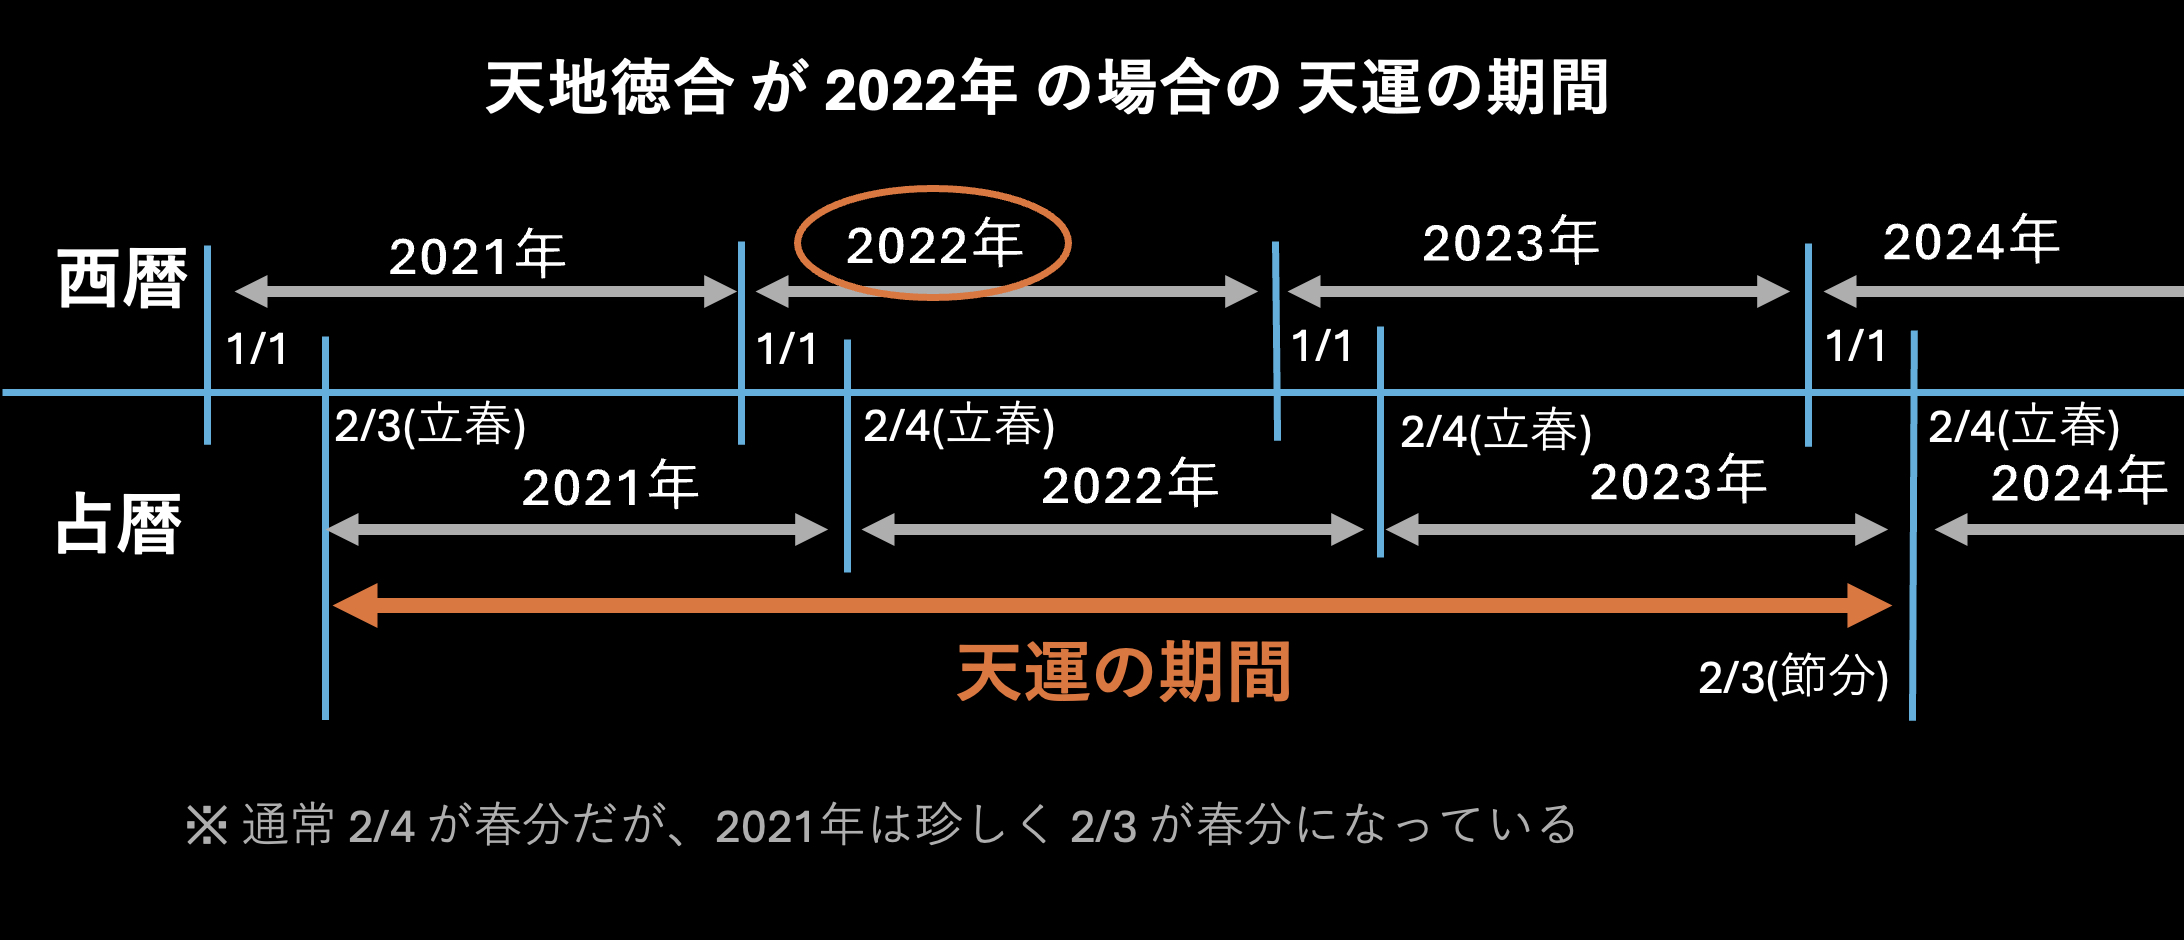 天地徳合 が 2022年 の場合の 天運の期間
西暦
2021年
2022年
2023年
2024年
1/1
1/1
1/1
1/1
2/3(立春)
2/4(立春)
2/4(立春)
2/4(立春)
占暦
2021年
2022年
2023年
2024年
天運の期間
2/3(節分)
※ 通常 2/4 が春分だが、2021年は珍しく 2/3 が春分になっている